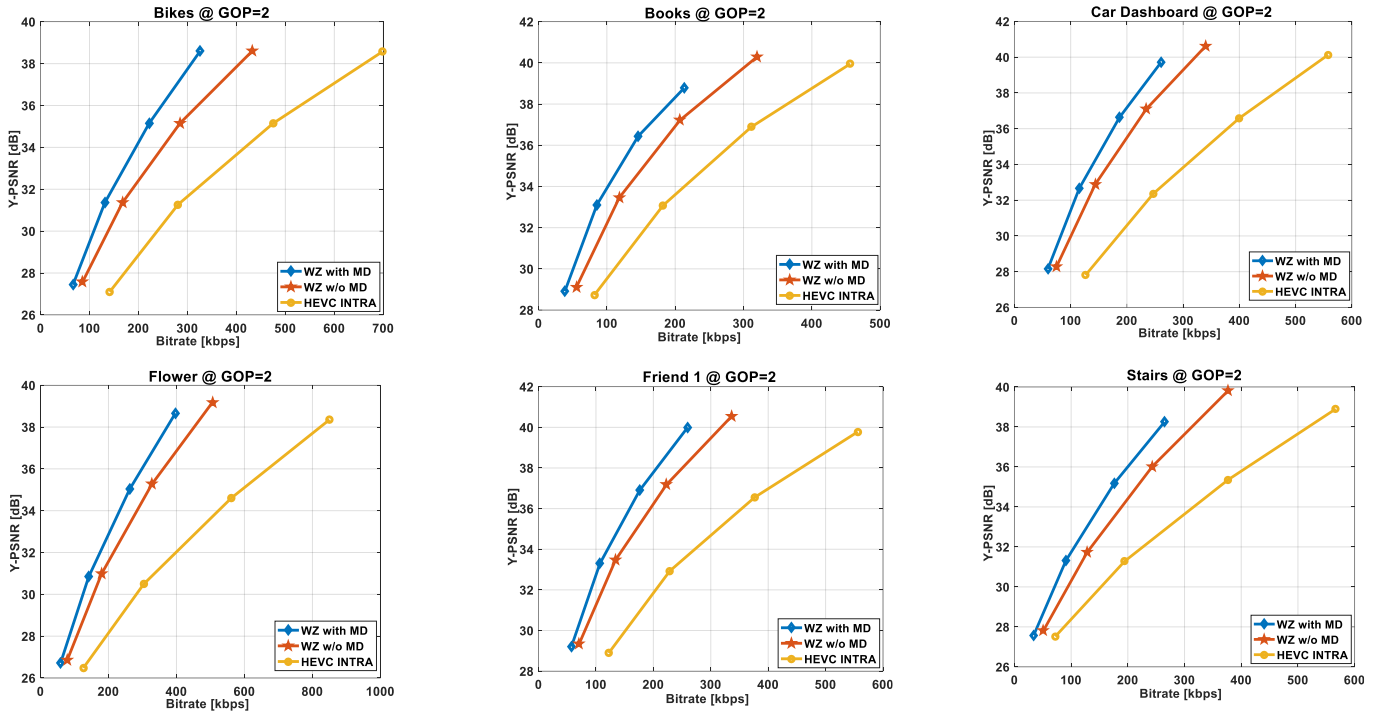 Bikes @ GOP=2
40
38
36
34
32
30
28
26
Y-PSNR [dB]
0 100 200 300 400 500 600 700
Bitrate [kbps]
WZ with MD
WZ w/o MD
HEVC INTRA
Books @ GOP=2
42
40
38
36
34
32
30
28
Y-PSNR [dB]
0 100 200 300 400 500
Bitrate [kbps]
WZ with MD
WZ w/o MD
HEVC INTRA
Car Dashboard @ GOP=2
42
40
38
36
34
32
30
28
26
Y-PSNR [dB]
0 100 200 300 400 500 600
Bitrate [kbps]
WZ with MD
WZ w/o MD
HEVC INTRA
Flower @ GOP=2
40
38
36
34
32
30
28
26
Y-PSNR [dB]
0 200 400 600 800 1000
Bitrate [kbps]
WZ with MD
WZ w/o MD
HEVC INTRA
Friend 1 @ GOP=2
42
40
38
36
34
32
30
28
Y-PSNR [dB]
0 100 200 300 400 500 600
Bitrate [kbps]
WZ with MD
WZ w/o MD
HEVC INTRA
Stairs @ GOP=2
40
38
36
34
32
30
28
26
Y-PSNR [dB]
0 100 200 300 400 500 600
Bitrate [kbps]
WZ with MD
WZ w/o MD
HEVC INTRA